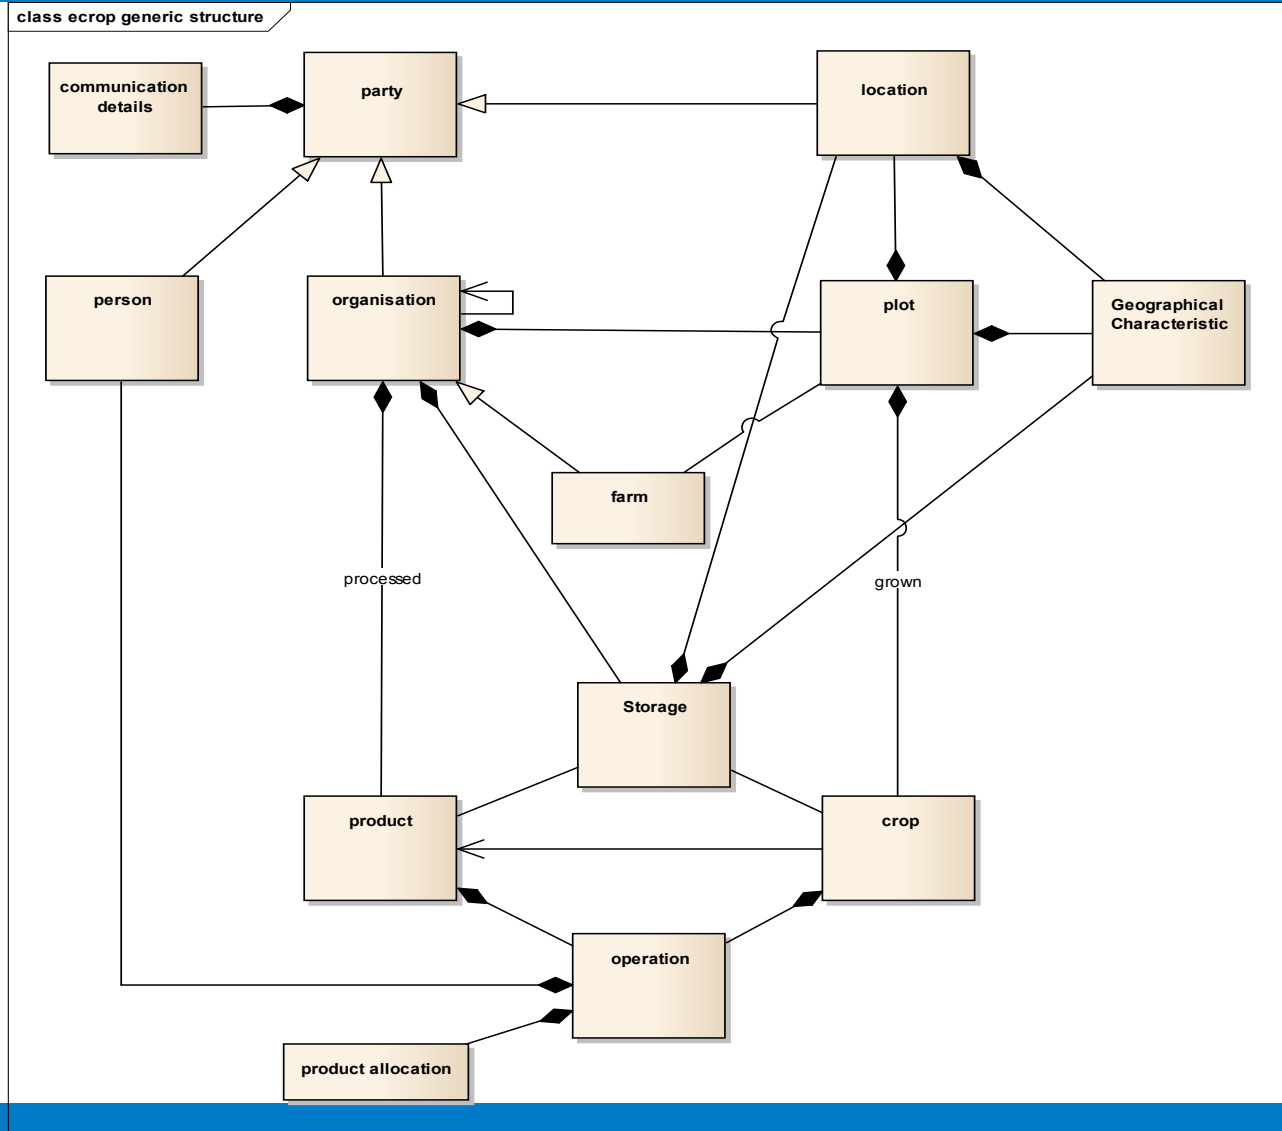 class ecrop generic structure
communication
details
party
location
person
organisation
plot
Geographical
Characteristic
farm
processed
grown
Storage
product
crop
operation
product allocation